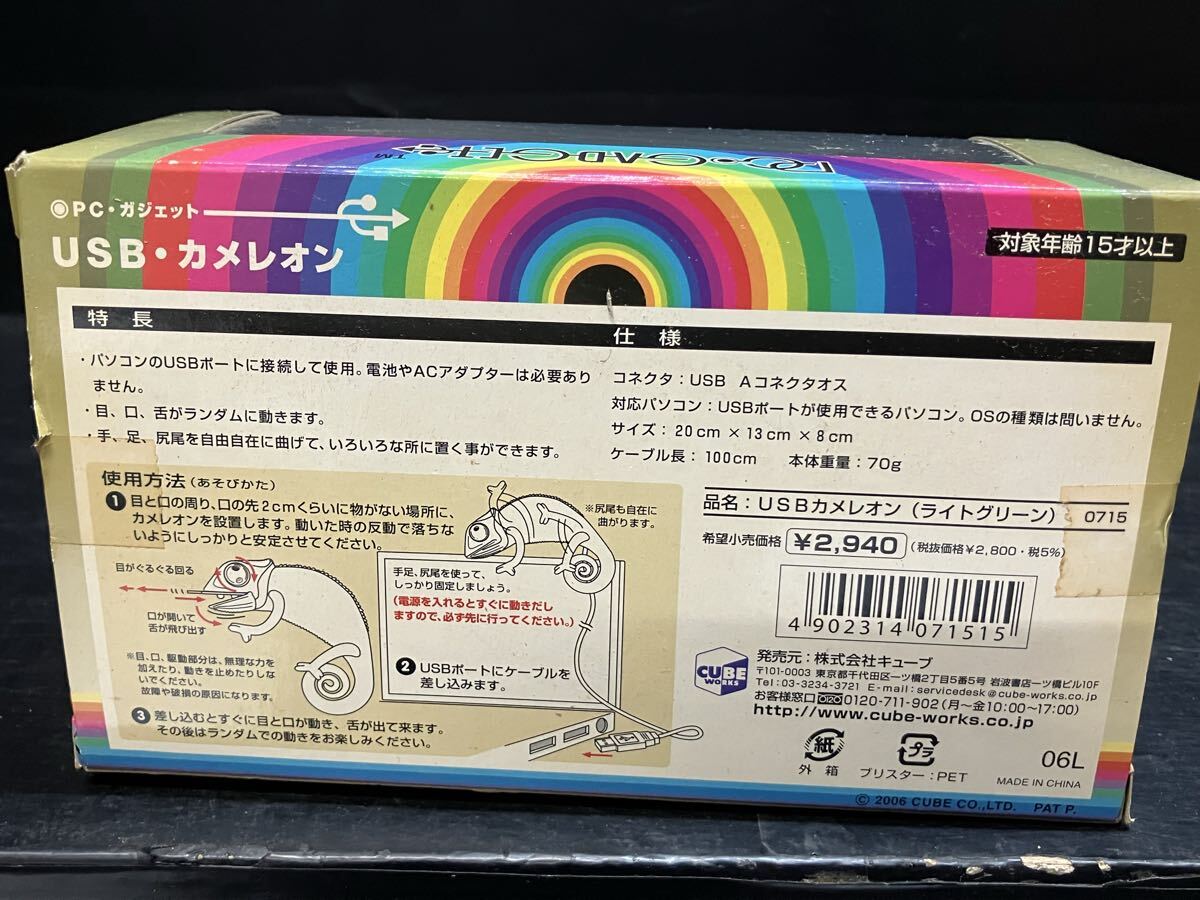 PC・GADGETs™
◉PC・ガジェット
USB・カメレオン
対象年齢15才以上
特 長
・パソコンのUSBポートに接続して使用。電池やACアダプターは必要あり
ません。
・目、口、舌がランダムに動きます。
・手、足、尻尾を自由自在に曲げて、いろいろな所に置く事ができます。
仕 様
コネクタ:USB Aコネクタオス
対応パソコン:USBポートが使用できるパソコン。OSの種類は問いません。
サイズ:20cm×13cm×8cm
ケーブル長:100cm 本体重量:70g
使用方法(あそびかた)
❶目と口の周り、口の先2cmくらいに物がない場所に、
カメレオンを設置します。動いた時の反動で落ちな
いようにしっかりと安定させてください。
目がぐるぐる回る
口が開いて
舌が飛び出す
※目、口、駆動部分は、無理な力を
加えたり、動きを止めたりしな
いでください。
故障や破損の原因になります。
※尻尾も自在に
曲がります。
手足、尻尾を使って、
しっかり固定しましょう。
(電源を入れるとすぐに動きだし
ますので、必ず先に行ってください。)
❷USBポートにケーブルを
差し込みます。
❸差し込むとすぐに目と口が動き、舌が出て来ます。
その後はランダムでの動きをお楽しみください。
品名:USBカメレオン(ライトグリーン) 0715
希望小売価格 ¥2,940 (税抜価格¥2,800・税5%)
4 902314 071515
CUBE WORKS
発売元:株式会社キューブ
〒101-0003 東京都千代田区一ツ橋2丁目5番5号 岩波書店一ツ橋ビル10F
Tel:03-3234-3721 E-mail:servicedesk@cube-works.co.jp
お客様窓口 0120-711-902(月〜金10:00〜17:00)
http://www.cube-works.co.jp
紙
外 箱
プラ
ブリスター:PET
06L
MADE IN CHINA
© 2006 CUBE CO.,LTD. PAT P.